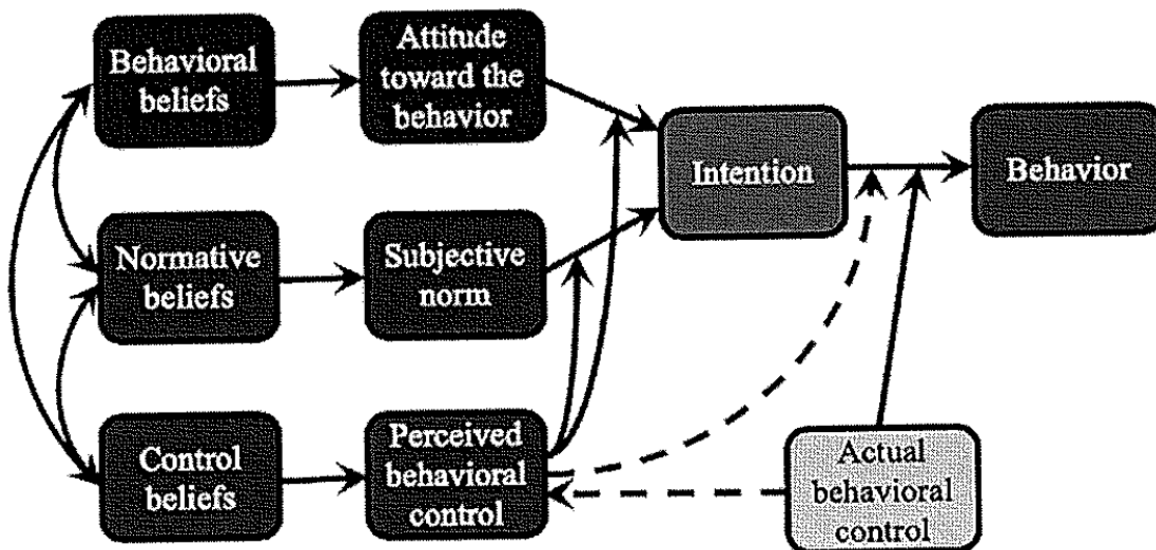 Behavioral
beliefs
Attitude
toward the
behavior
Intention
Behavior
Normative
beliefs
Subjective
norm
Control
beliefs
Perceived
behavioral
control
Actual
behavioral
control